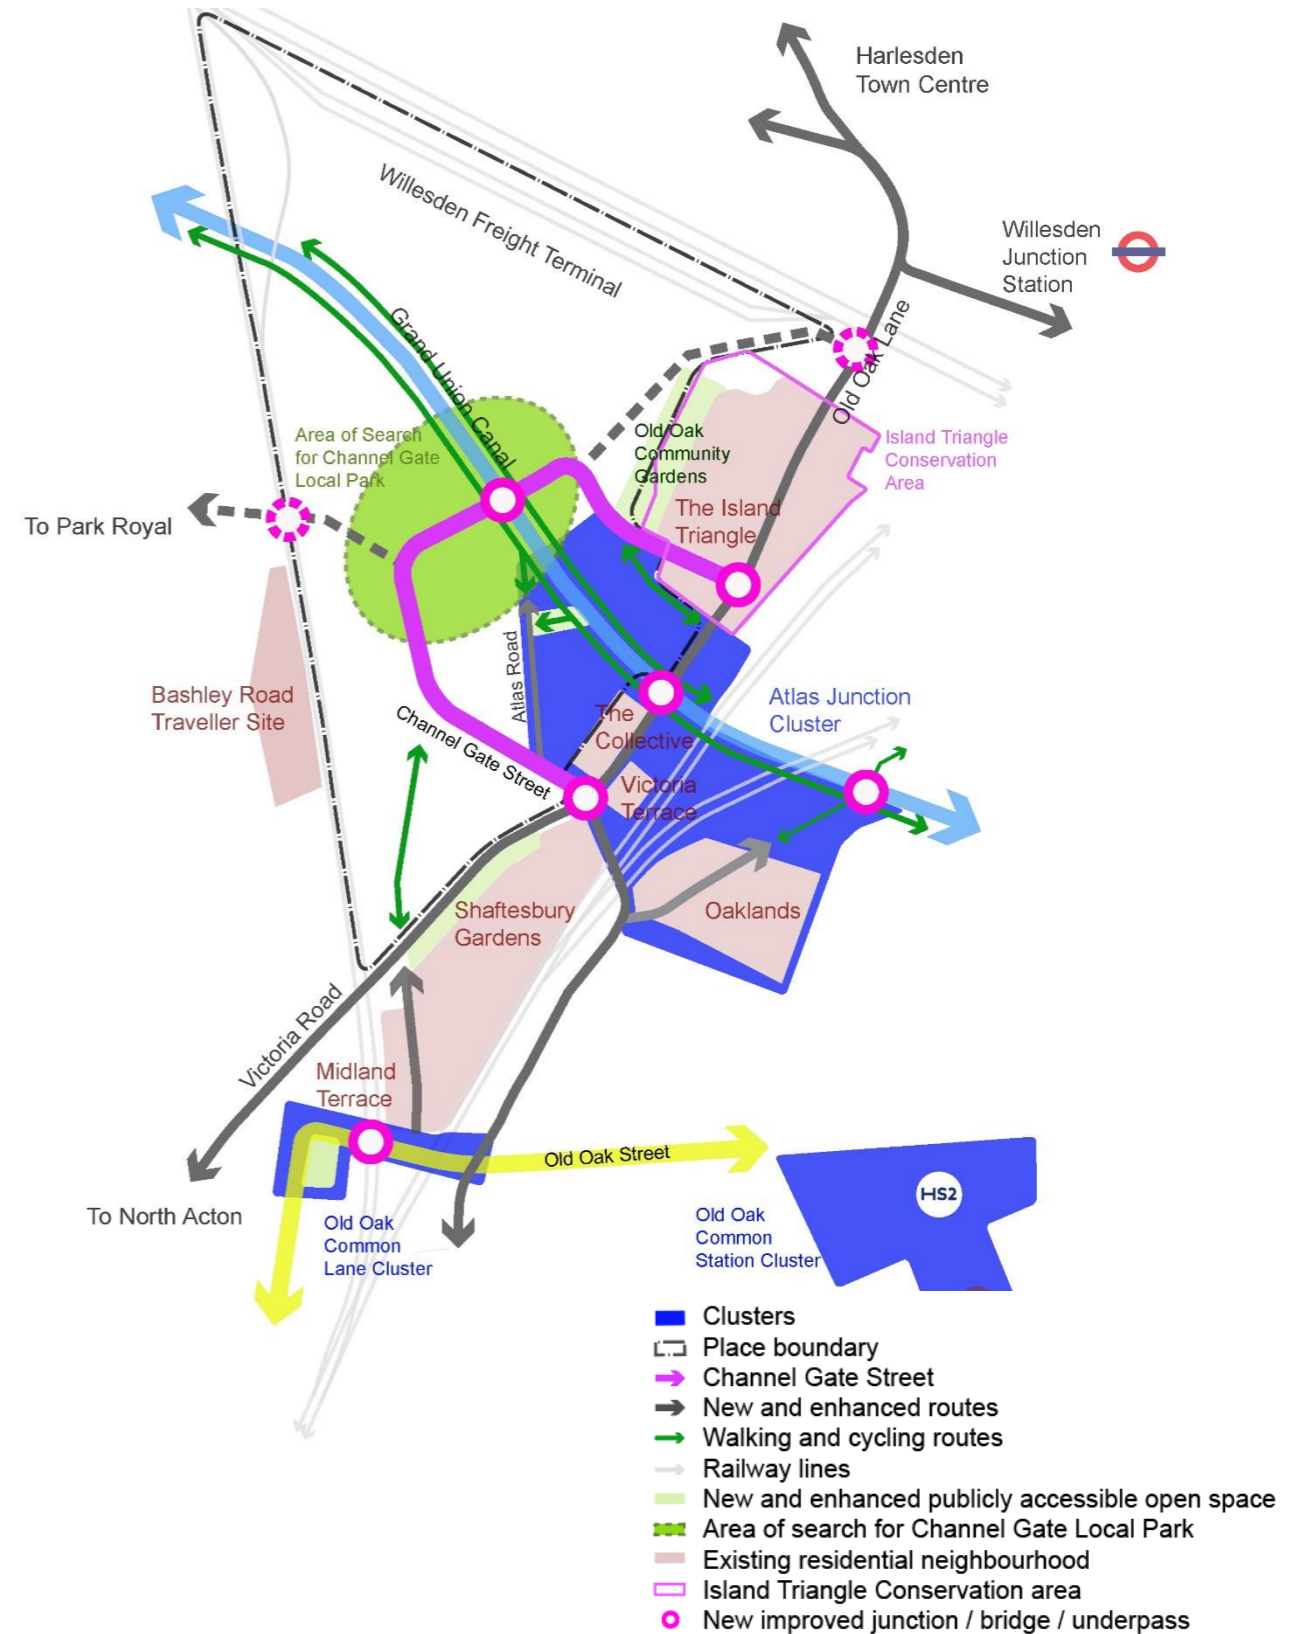 Harlesden
Town Centre
Willesden Freight Terminal
Willesden
Junction
Station
Grand Union Canal
Old Oak Lane
Area of Search
for Channel Gate
Local Park
Old Oak
Community
Gardens
Island Triangle
Conservation
Area
To Park Royal
The Island
Triangle
Atlas Road
Bashley Road
Traveller Site
Channel Gate Street
The
Collective
Atlas Junction
Cluster
Victoria
Terrace
Shaftesbury
Gardens
Oaklands
Victoria Road
Midland
Terrace
Old Oak Street
To North Acton
HS2
Old Oak
Common
Lane Cluster
Old Oak
Common
Station Cluster
Clusters
Place boundary
Channel Gate Street
New and enhanced routes
Walking and cycling routes
Railway lines
New and enhanced publicly accessible open space
Area of search for Channel Gate Local Park
Existing residential neighbourhood
Island Triangle Conservation area
New improved junction / bridge / underpass